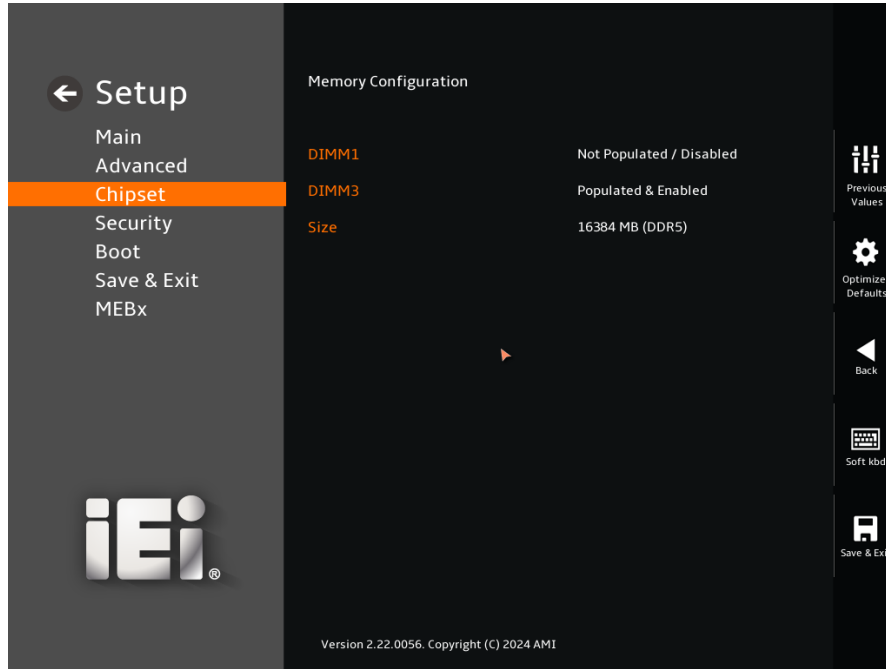 Setup
Main
Advanced
Chipset
Security
Boot
Save & Exit
MEBx
iEi®
Memory Configuration
DIMM1 Not Populated / Disabled
DIMM3 Populated & Enabled
Size 16384 MB (DDR5)
Version 2.22.0056. Copyright (C) 2024 AMI
Previous
Values
Optimize
Defaults
Back
Soft kbd
Save & Exi